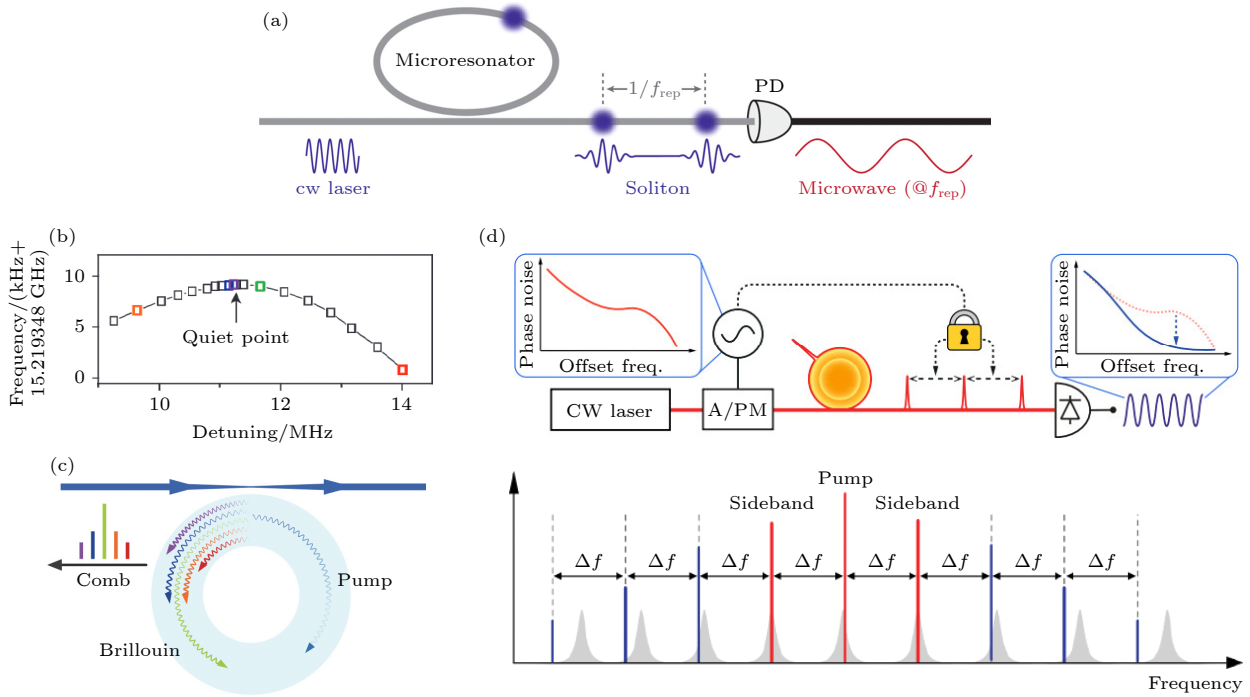 (a)
Microresonator
1/f_rep
PD
cw laser
Soliton
Microwave (@f_rep)
(b)
Frequency/(kHz+
15.219348 GHz)
10
5
0
Quiet point
10
12
14
Detuning/MHz
(c)
Comb
Pump
Brillouin
(d)
Phase noise
Offset freq.
CW laser
A/PM
Phase noise
Offset freq.
Pump
Sideband
Sideband
Δf
Δf
Δf
Δf
Δf
Δf
Δf
Δf
Frequency